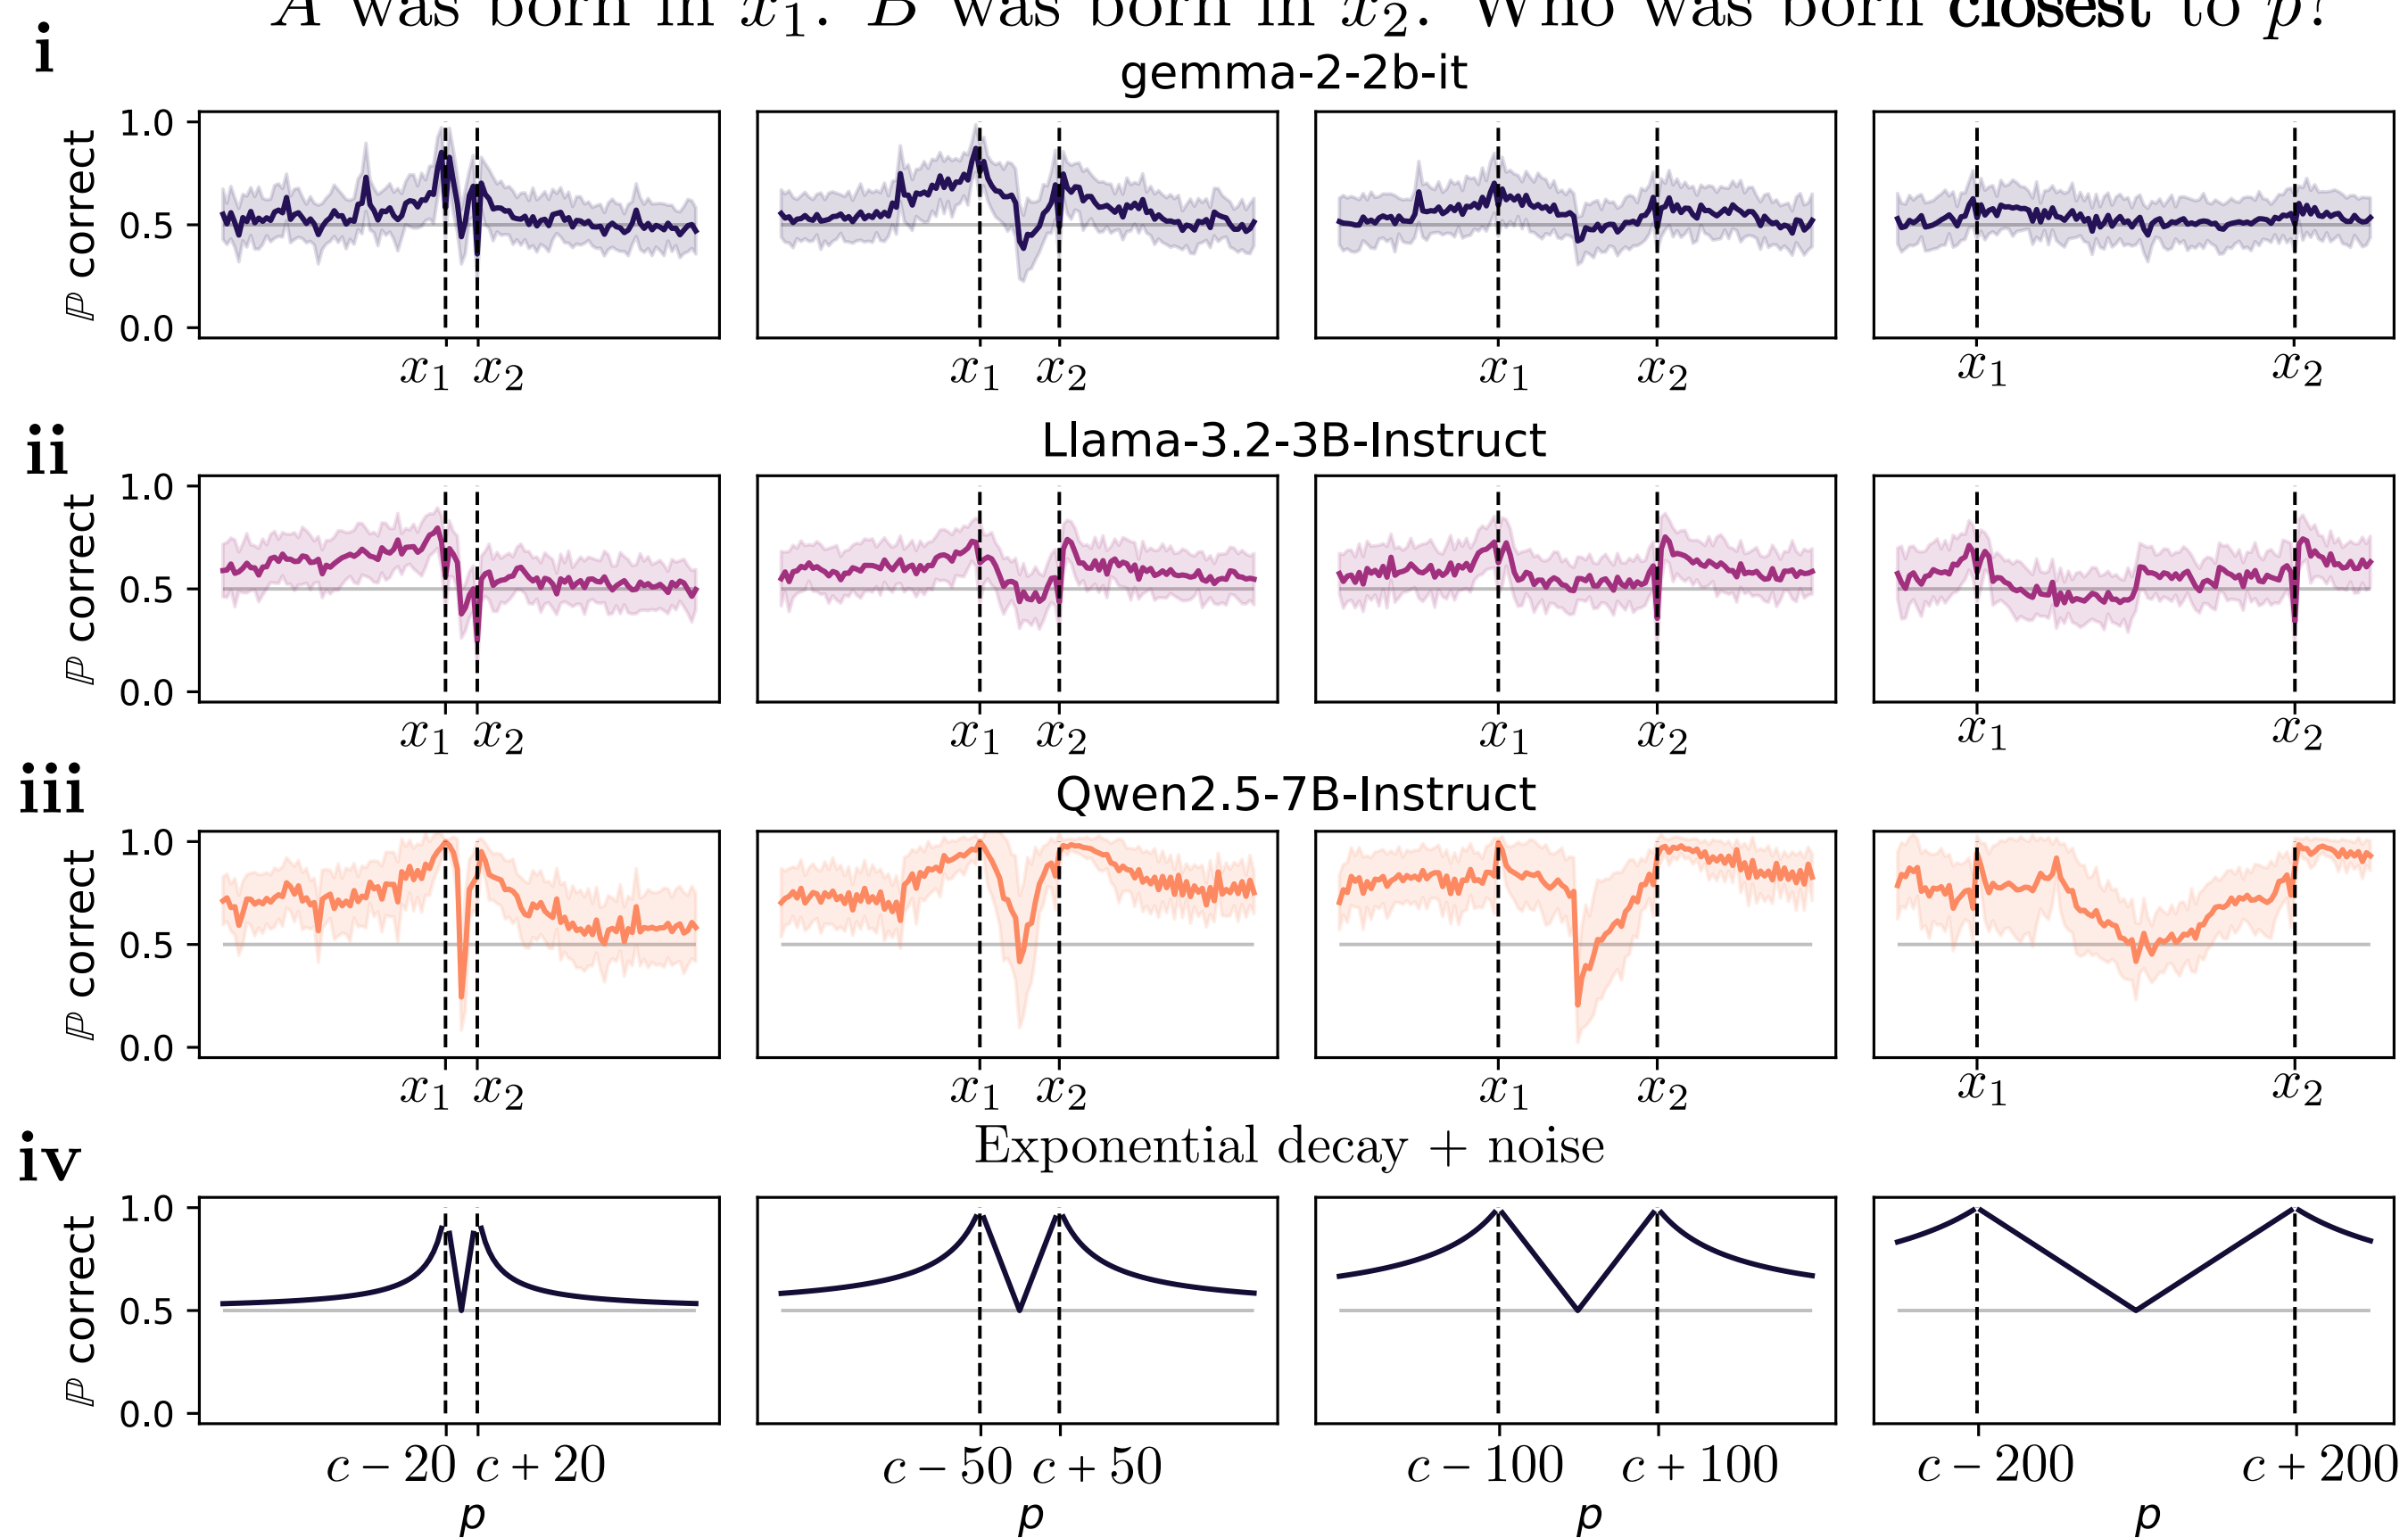 A was born in x₁. B was born in x₂. Who was born closest to p?
i
gemma-2-2b-it
ℙ correct
1.0
0.5
0.0
x₁ x₂ x₁ x₂ x₁ x₂ x₁ x₂
ii
Llama-3.2-3B-Instruct
ℙ correct
1.0
0.5
0.0
x₁ x₂ x₁ x₂ x₁ x₂ x₁ x₂
iii
Qwen2.5-7B-Instruct
ℙ correct
1.0
0.5
0.0
x₁ x₂ x₁ x₂ x₁ x₂ x₁ x₂
iv
Exponential decay + noise
ℙ correct
1.0
0.5
0.0
c − 20 c + 20 c − 50 c + 50 c − 100 c + 100 c − 200 c + 200
p p p p